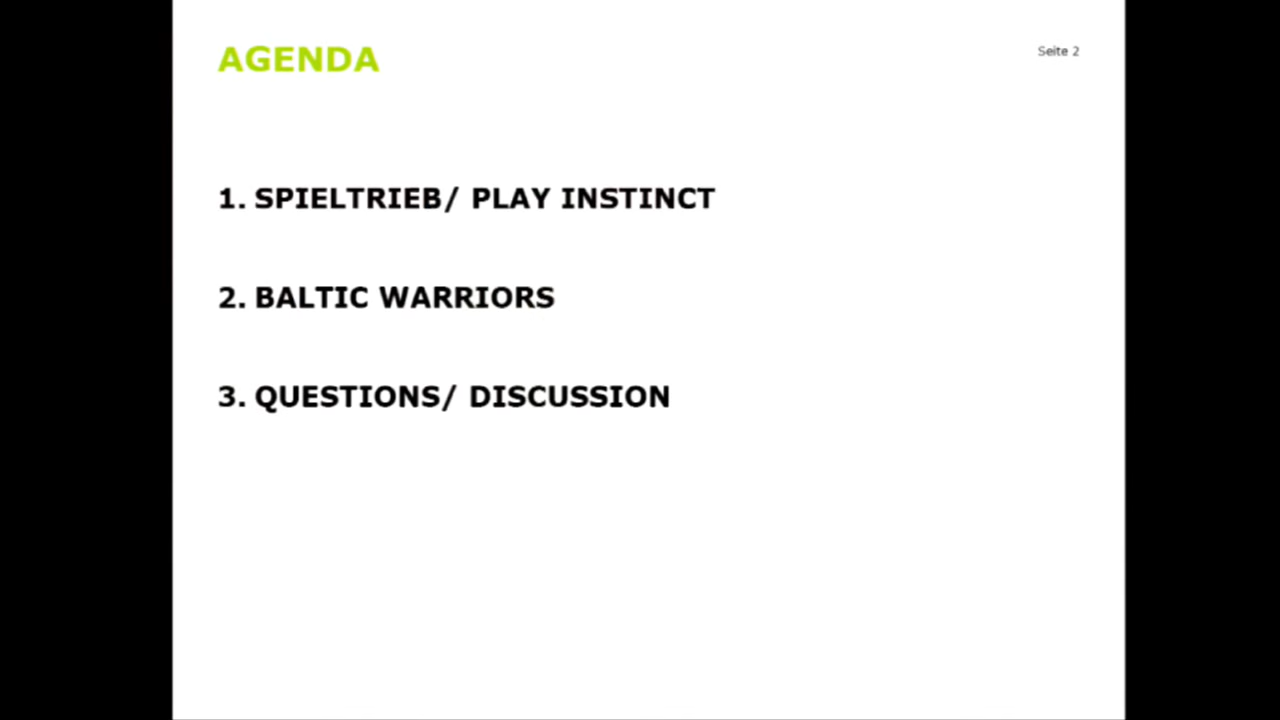 AGENDA
Seite 2
1. SPIELTRIEB/ PLAY INSTINCT
2. BALTIC WARRIORS
3. QUESTIONS/ DISCUSSION